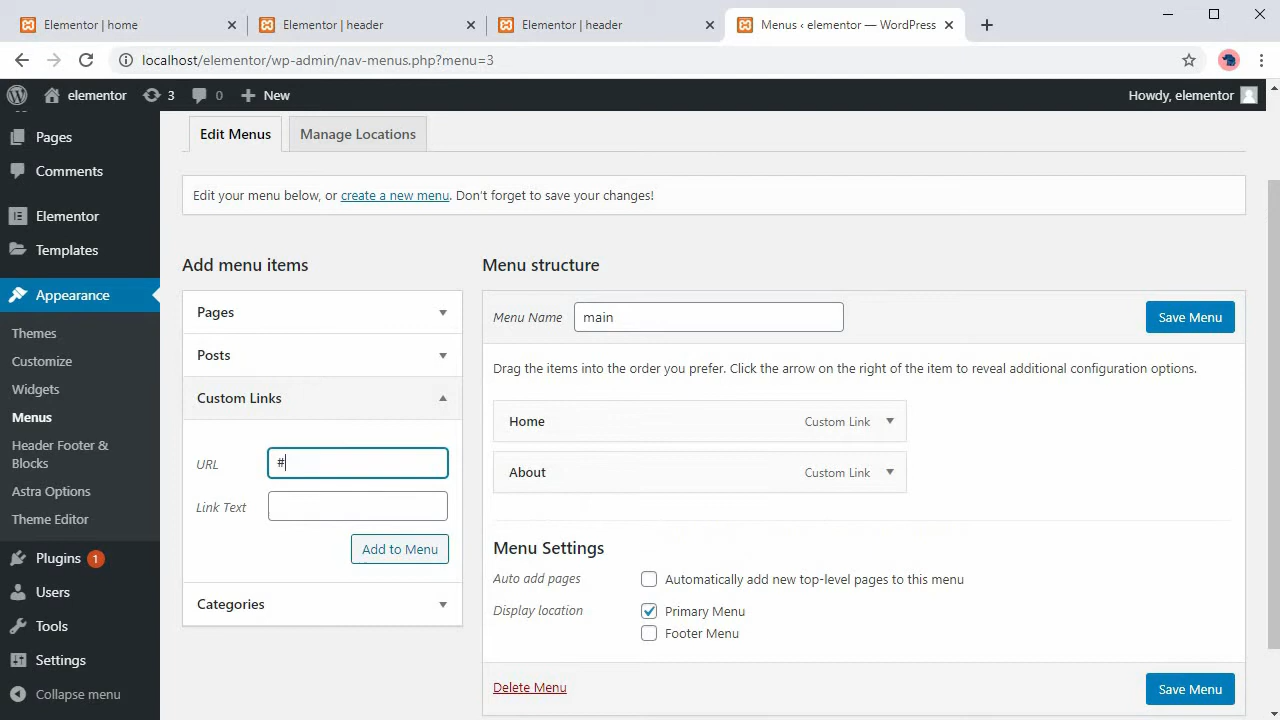 Elementor | home
Elementor | header
Elementor | header
Menus ‹ elementor — WordPress
localhost/elementor/wp-admin/nav-menus.php?menu=3
elementor
3
0
New
Howdy, elementor
Pages
Comments
Elementor
Templates
Appearance
Themes
Customize
Widgets
Menus
Header Footer &
Blocks
Astra Options
Theme Editor
Plugins 1
Users
Tools
Settings
Collapse menu
Edit Menus
Manage Locations
Edit your menu below, or create a new menu. Don't forget to save your changes!
Add menu items
Pages
Posts
Custom Links
URL #
Link Text
Add to Menu
Categories
Menu structure
Menu Name main
Save Menu
Drag the items into the order you prefer. Click the arrow on the right of the item to reveal additional configuration options.
Home Custom Link
About Custom Link
Menu Settings
Auto add pages Automatically add new top-level pages to this menu
Display location Primary Menu
Footer Menu
Delete Menu
Save Menu